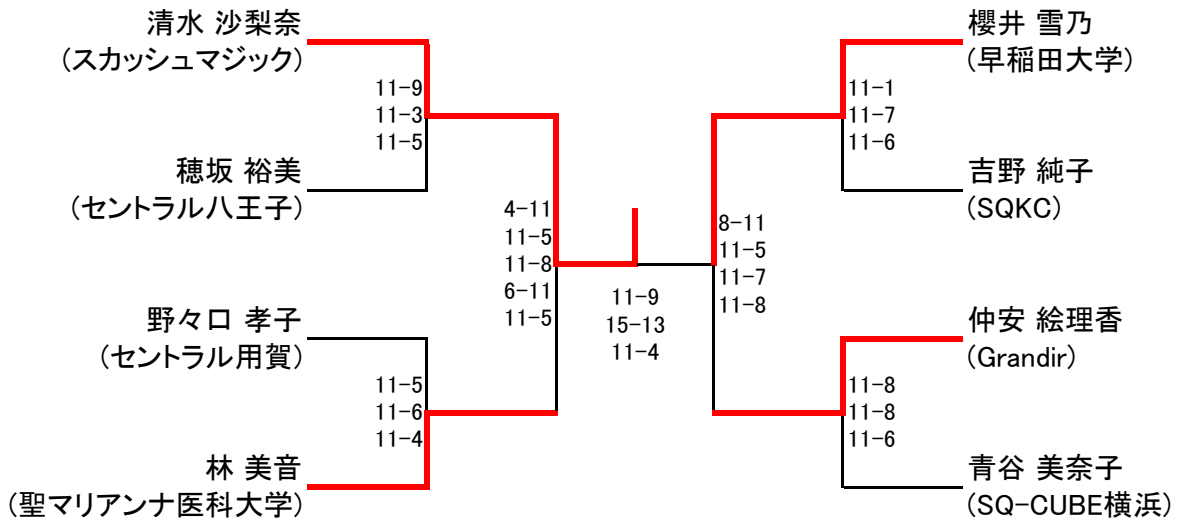 清水 沙梨奈
(スカッシュマジック)
11-9
11-3
11-5
穂坂 裕美
(セントラル八王子)
4-11
11-5
11-8
6-11
11-5
野々口 孝子
(セントラル用賀)
11-5
11-6
11-4
林 美音
(聖マリアンナ医科大学)
11-9
15-13
11-4
櫻井 雪乃
(早稲田大学)
11-1
11-7
11-6
吉野 純子
(SQKC)
8-11
11-5
11-7
11-8
仲安 絵理香
(Grandir)
11-8
11-8
11-6
青谷 美奈子
(SQ-CUBE横浜)